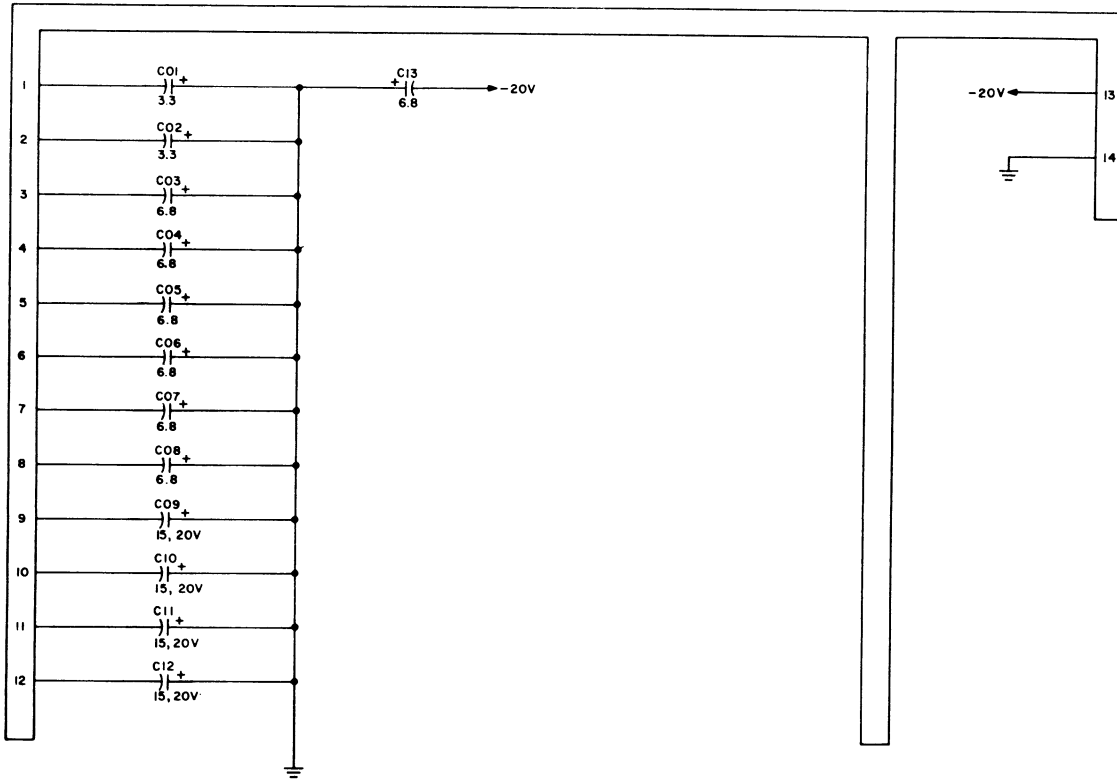 1
C01
+
3.3
+
C13
6.8
-20V
2
C02
+
3.3
3
C03
+
6.8
4
C04
+
6.8
5
C05
+
6.8
6
C06
+
6.8
7
C07
+
6.8
8
C08
+
6.8
9
C09
+
15, 20V
10
C10
+
15, 20V
11
C11
+
15, 20V
12
C12
+
15, 20V
-20V
13
14